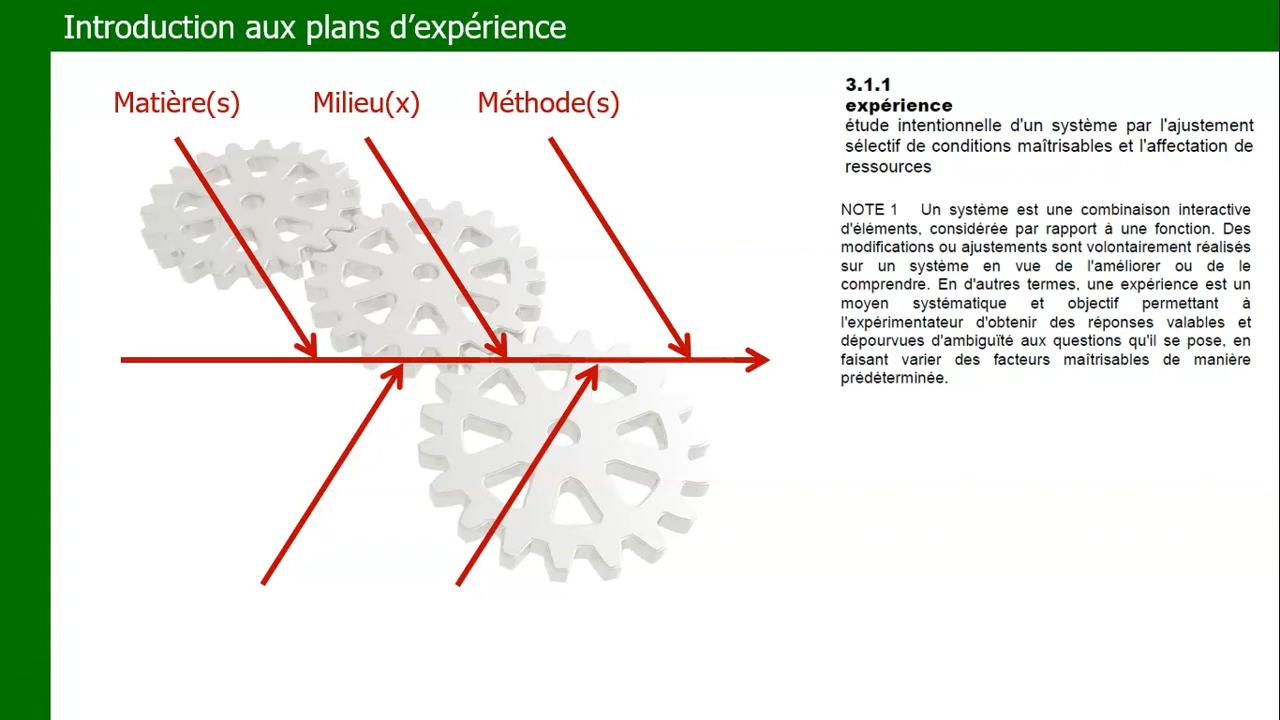 Introduction aux plans d’expérience
Matière(s)
Milieu(x)
Méthode(s)
3.1.1
expérience
étude intentionnelle d'un système par l'ajustement
sélectif de conditions maîtrisables et l'affectation de
ressources
NOTE 1 Un système est une combinaison interactive
d'éléments, considérée par rapport à une fonction. Des
modifications ou ajustements sont volontairement réalisés
sur un système en vue de l'améliorer ou de le
comprendre. En d'autres termes, une expérience est un
moyen systématique et objectif permettant à
l'expérimentateur d'obtenir des réponses valables et
dépourvues d'ambiguïté aux questions qu'il se pose, en
faisant varier des facteurs maîtrisables de manière
prédéterminée.